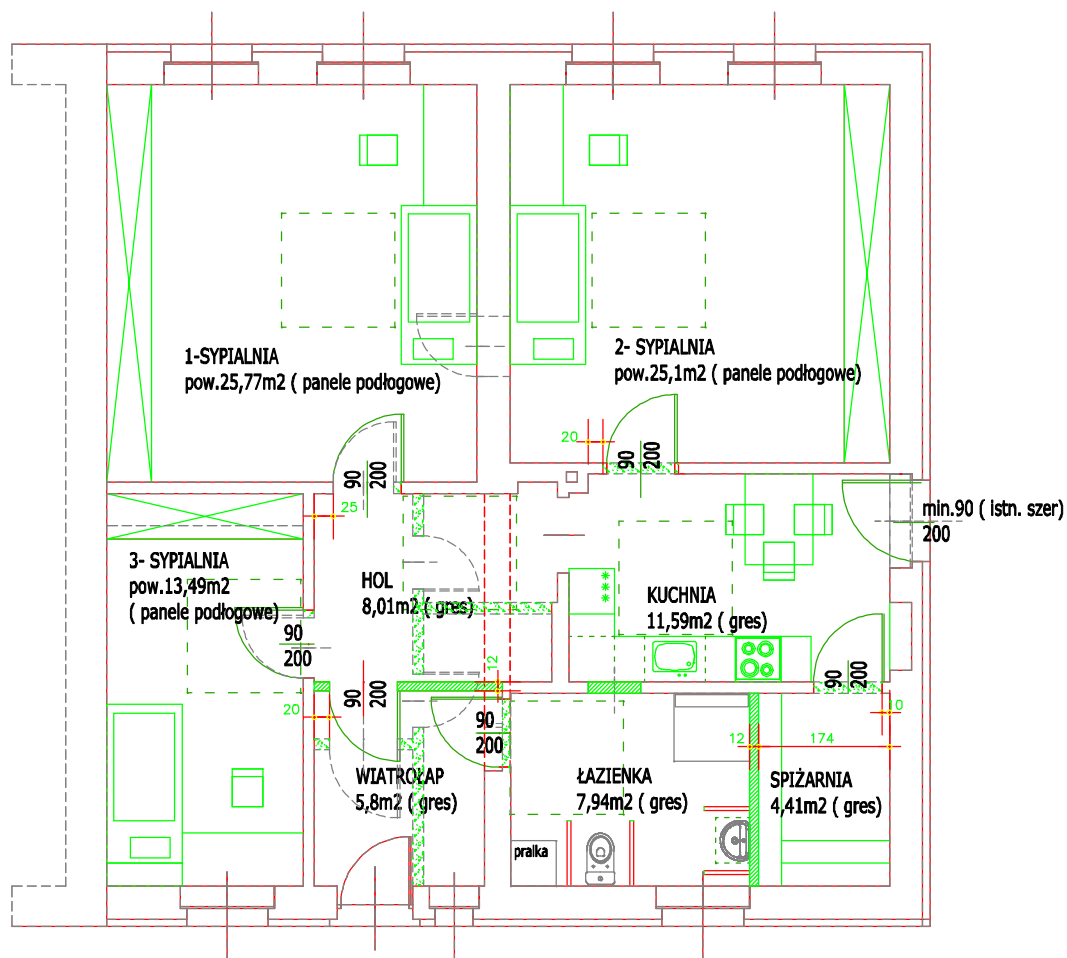 1-SYPIALNIA
pow.25,77m2 ( panele podłogowe)
2- SYPIALNIA
pow.25,1m2 ( panele podłogowe)
20
90
200
90
200
25
min.90 ( istn. szer)
200
3- SYPIALNIA
pow.13,49m2
( panele podłogowe)
HOL
8,01m2 ( gres)
KUCHNIA
11,59m2 ( gres)
90
200
12
90
200
90
200
20
90
200
10
12
174
WIATROŁAP
5,8m2 ( gres)
ŁAZIENKA
7,94m2 ( gres)
SPIŻARNIA
4,41m2 ( gres)
pralka